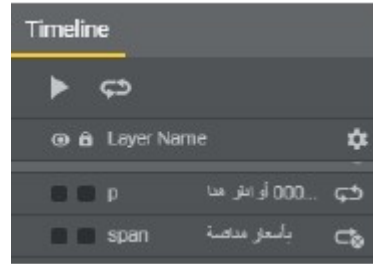 Timeline
Layer Name
p 000... أو انقر هنا
span بأسعار منافسة